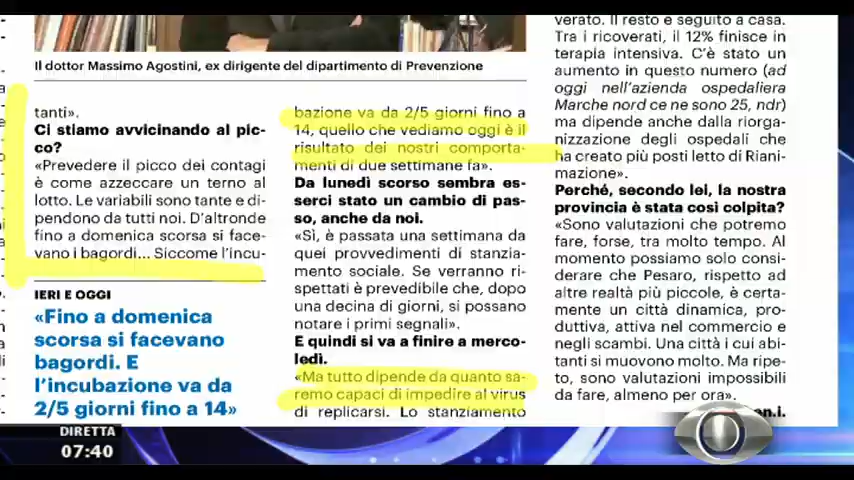 Il dottor Massimo Agostini, ex dirigente del dipartimento di Prevenzione
tanti».
Ci stiamo avvicinando al pic-
co?
«Prevedere il picco dei contagi
è come azzeccare un terno al
lotto. Le variabili sono tante e di-
pendono da tutti noi. D'altronde
fino a domenica scorsa si face-
vano i bagordi... Siccome l'incu-
IERI E OGGI
«Fino a domenica
scorsa si facevano
bagordi. E
l'incubazione va da
2/5 giorni fino a 14»
bazione va da 2/5 giorni fino a
14, quello che vediamo oggi è il
risultato dei nostri comporta-
menti di due settimane fa».
Da lunedì scorso sembra es-
serci stato un cambio di pas-
so, anche da noi.
«Sì, è passata una settimana da
quei provvedimenti di stanzia-
mento sociale. Se verranno ri-
spettati è prevedibile che, dopo
una decina di giorni, si possano
notare i primi segnali».
E quindi si va a finire a merco-
ledì.
«Ma tutto dipende da quanto sa-
remo capaci di impedire al virus
di replicarsi. Lo stanziamento
verato. Il resto è seguito a casa.
Tra i ricoverati, il 12% finisce in
terapia intensiva. C'è stato un
aumento in questo numero (ad
oggi nell'azienda ospedaliera
Marche nord ce ne sono 25, ndr)
ma dipende anche dalla riorga-
nizzazione degli ospedali che
ha creato più posti letto di Riani-
mazione».
Perché, secondo lei, la nostra
provincia è stata così colpita?
«Sono valutazioni che potremo
fare, forse, tra molto tempo. Al
momento possiamo solo consi-
derare che Pesaro, rispetto ad
altre realtà più piccole, è certa-
mente un città dinamica, pro-
duttiva, attiva nel commercio e
negli scambi. Una città i cui abi-
tanti si muovono molto. Ma ripe-
to, sono valutazioni impossibili
da fare, almeno per ora».
on.i.
DIRETTA
07:40